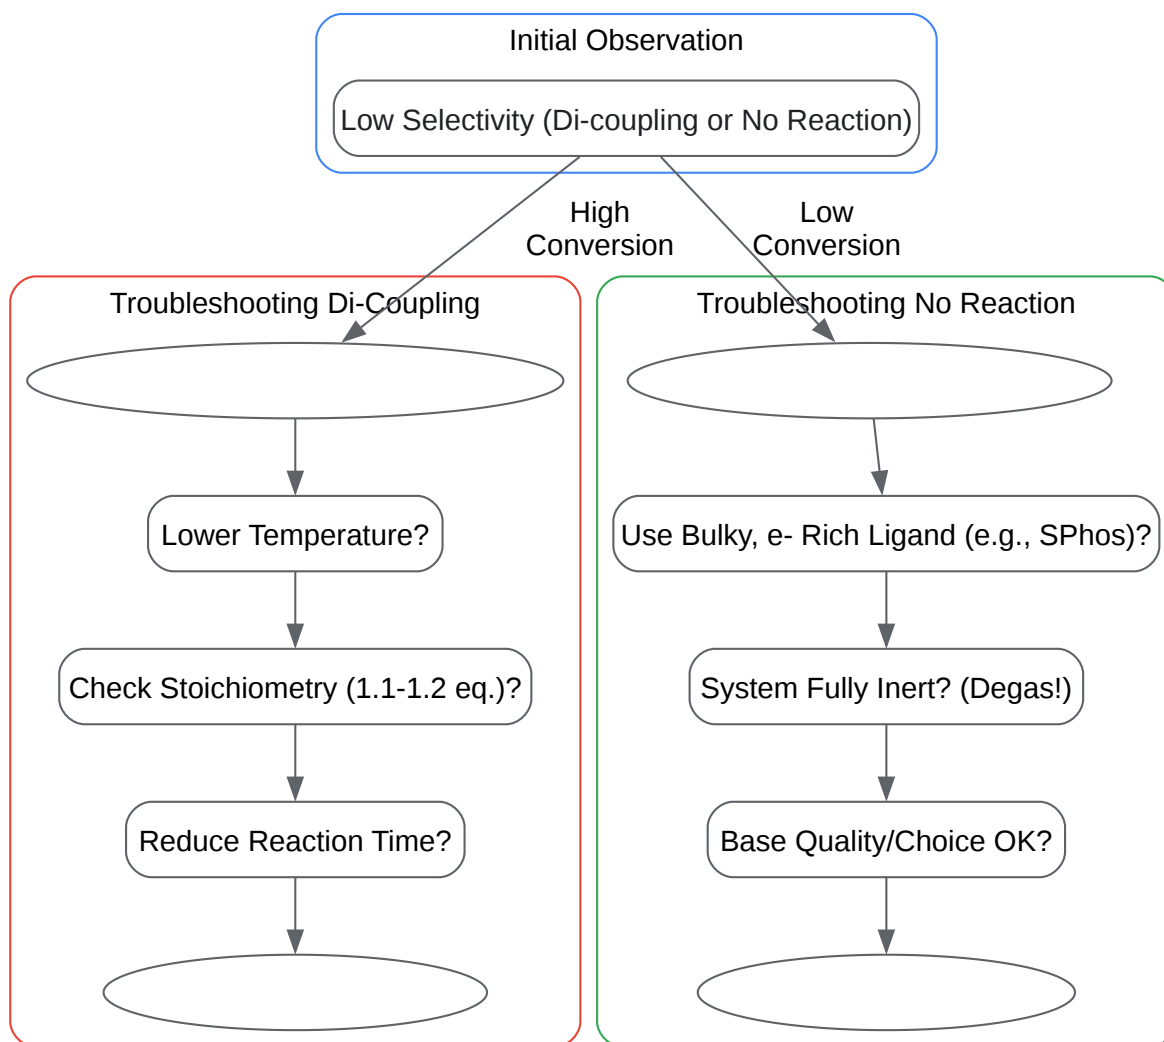 Initial Observation
Low Selectivity (Di-coupling or No Reaction)
High
Conversion
Low
Conversion
Troubleshooting Di-Coupling
Lower Temperature?
Check Stoichiometry (1.1-1.2 eq.)?
Reduce Reaction Time?
Troubleshooting No Reaction
Use Bulky, e- Rich Ligand (e.g., SPhos)?
System Fully Inert? (Degas!)
Base Quality/Choice OK?